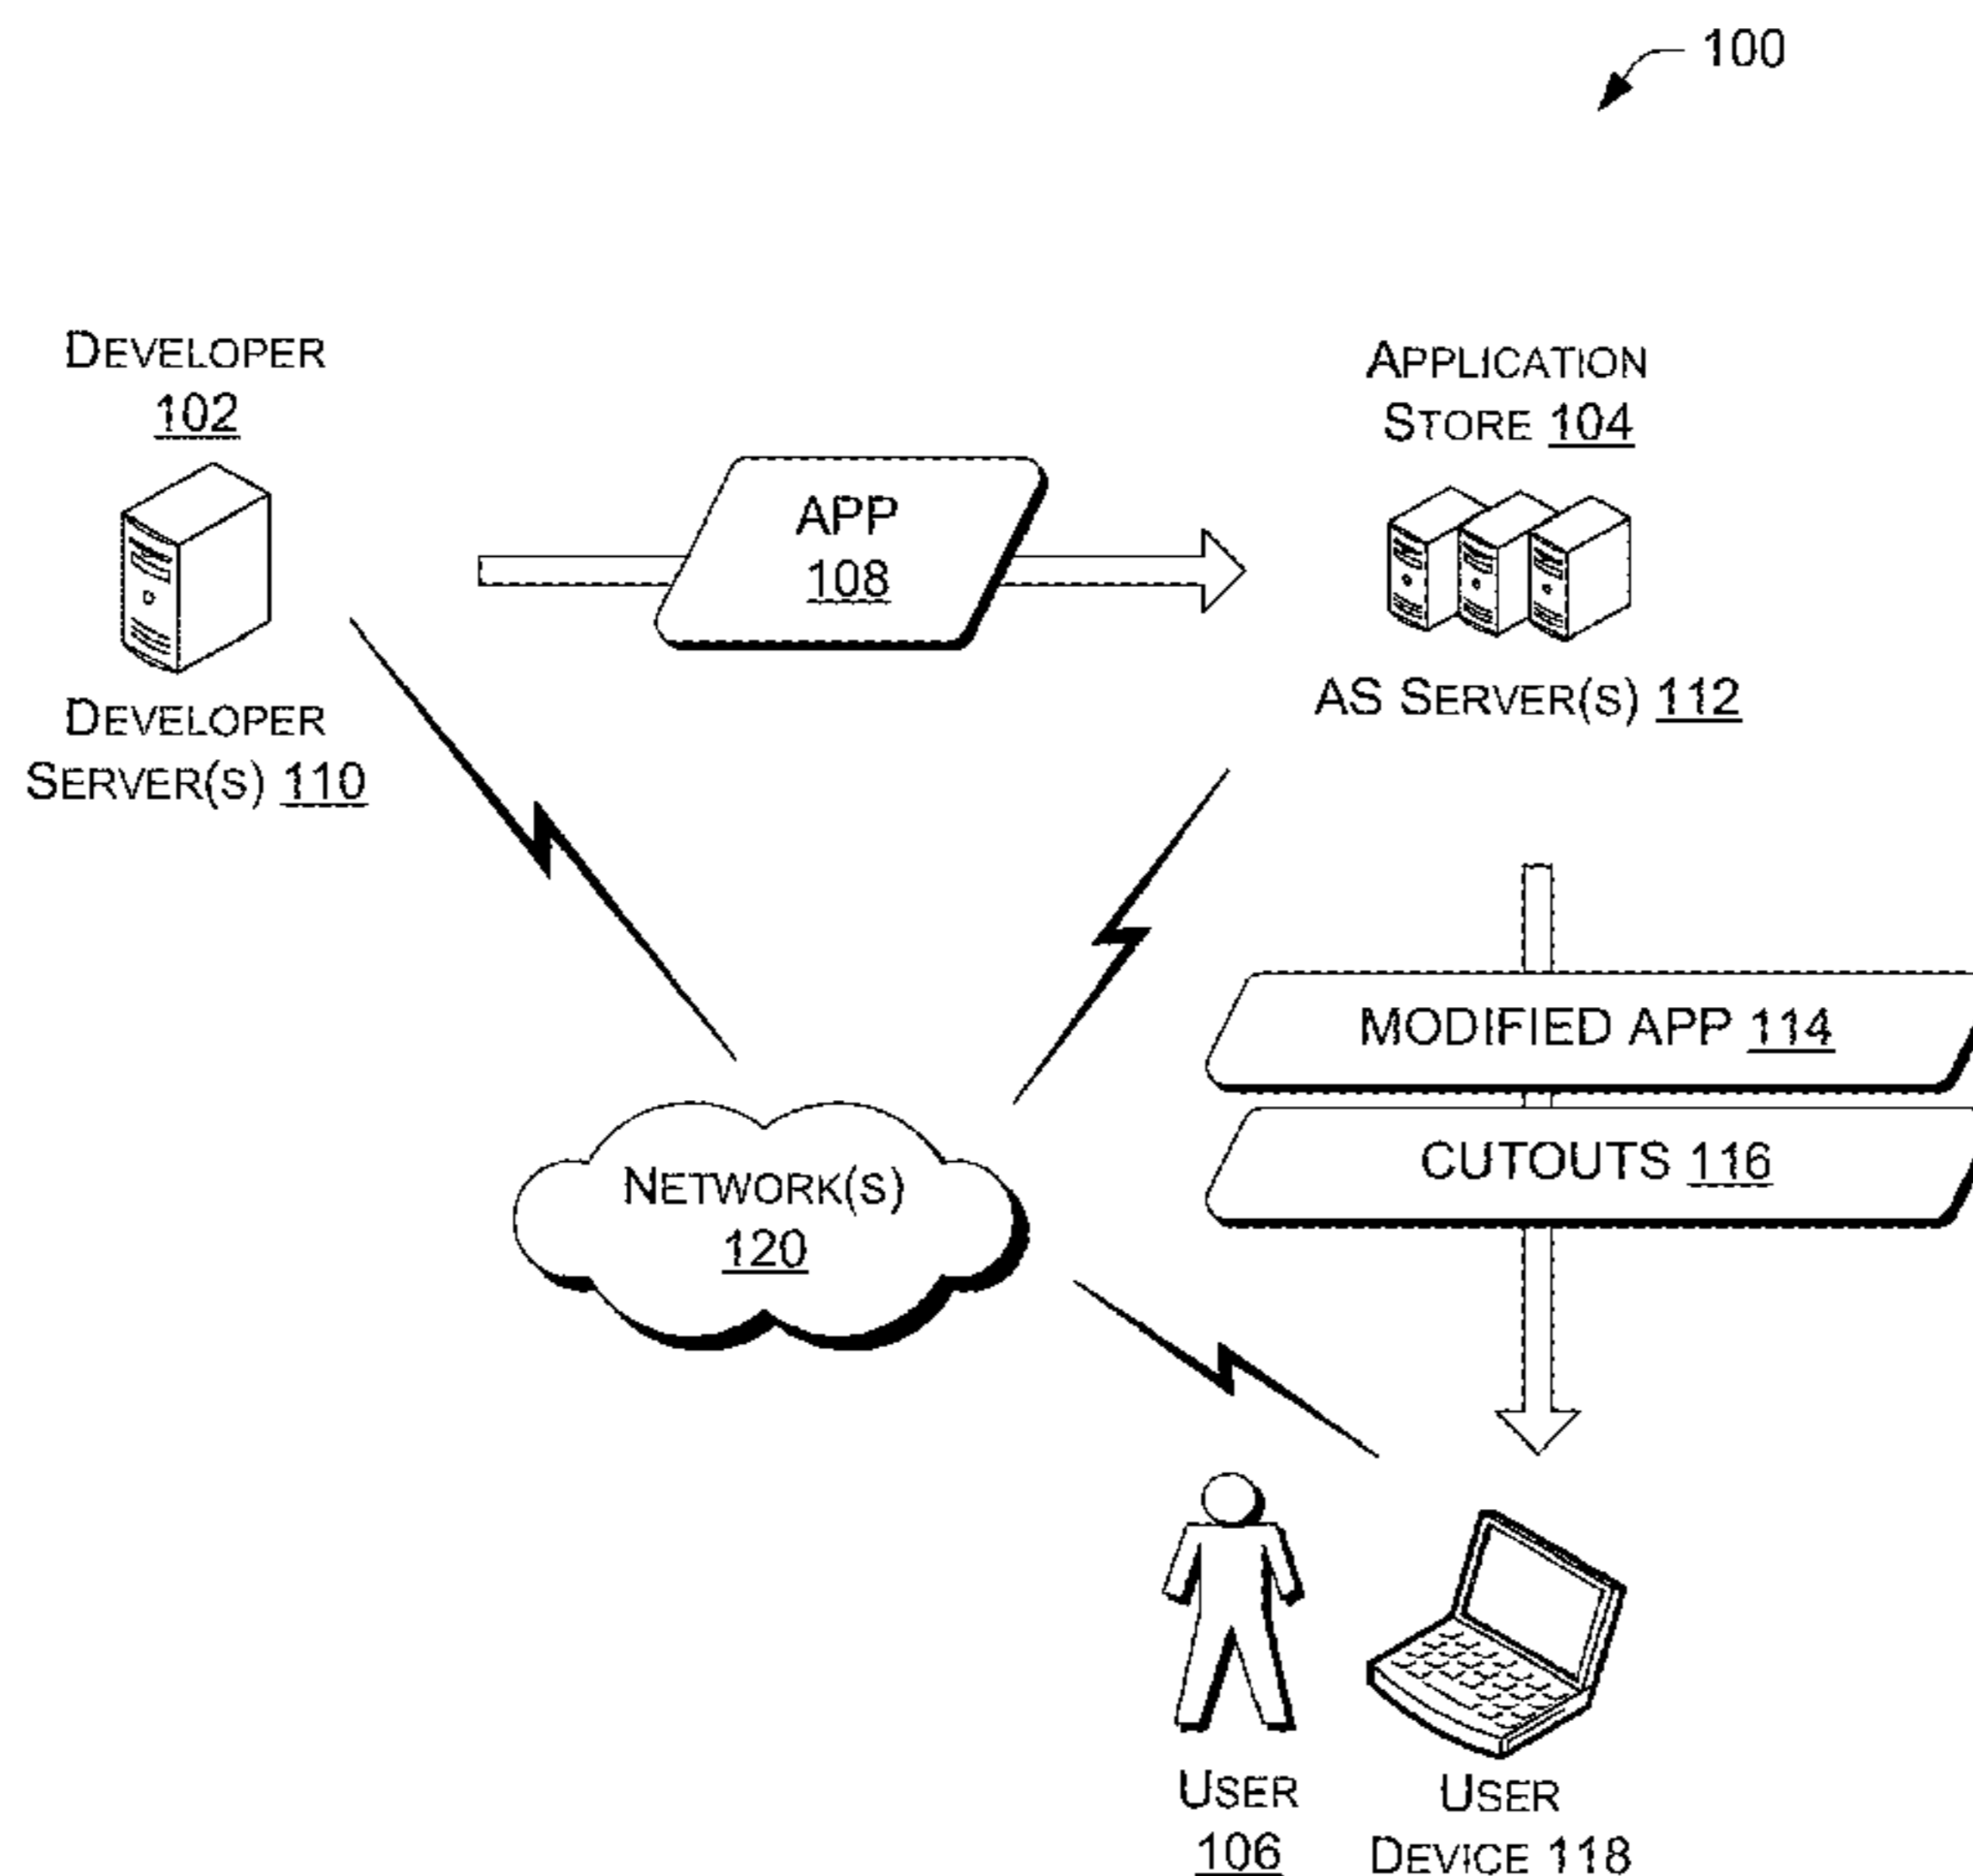 100
DEVELOPER
102
APPLICATION
STORE 104
APP
108
DEVELOPER
SERVER(S) 110
AS SERVER(S) 112
MODIFIED APP 114
CUTOUTS 116
NETWORK(S)
120
USER
106
USER
DEVICE 118